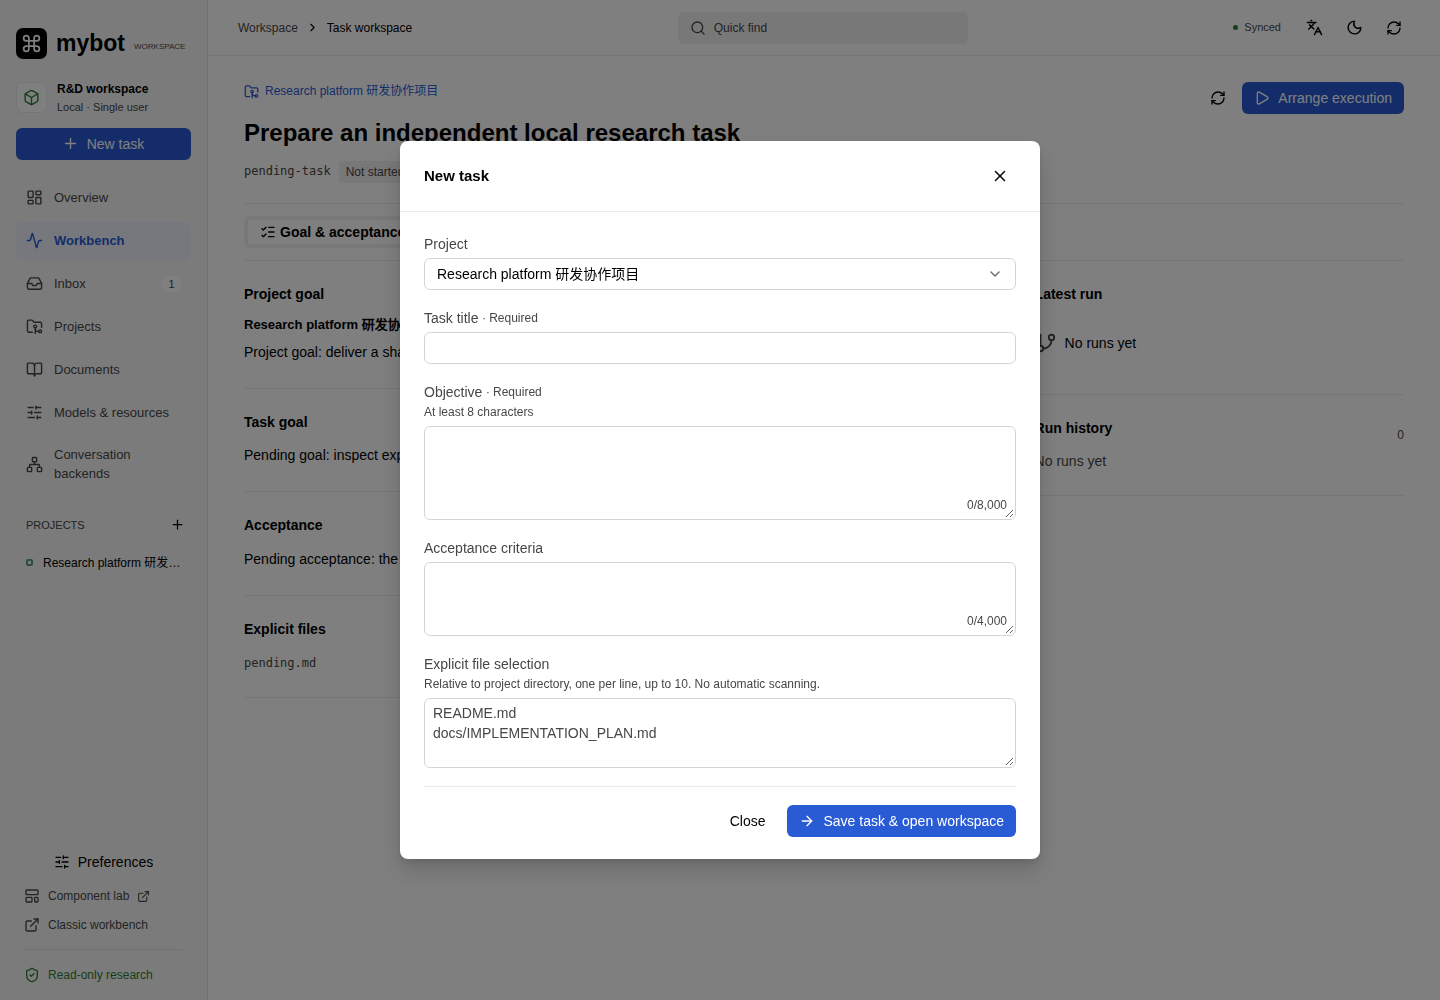 mybot WORKSPACE
R&D workspace
Local · Single user
New task
Overview
Workbench
Inbox 1
Projects
Documents
Models & resources
Conversation
backends
PROJECTS
Research platform 研发…
Preferences
Component lab
Classic workbench
Read-only research
Workspace Task workspace
Quick find
Synced
Research platform 研发协作项目
Arrange execution
Prepare an independent local research task
pending-task Not started
Goal & acceptance
Project goal
Research platform 研发协
Project goal: deliver a sha
Task goal
Pending goal: inspect exp
Acceptance
Pending acceptance: the
Explicit files
pending.md
Latest run
No runs yet
Run history 0
No runs yet
New task
Project
Research platform 研发协作项目
Task title · Required
Objective · Required
At least 8 characters
0/8,000
Acceptance criteria
0/4,000
Explicit file selection
Relative to project directory, one per line, up to 10. No automatic scanning.
README.md
docs/IMPLEMENTATION_PLAN.md
Close
Save task & open workspace